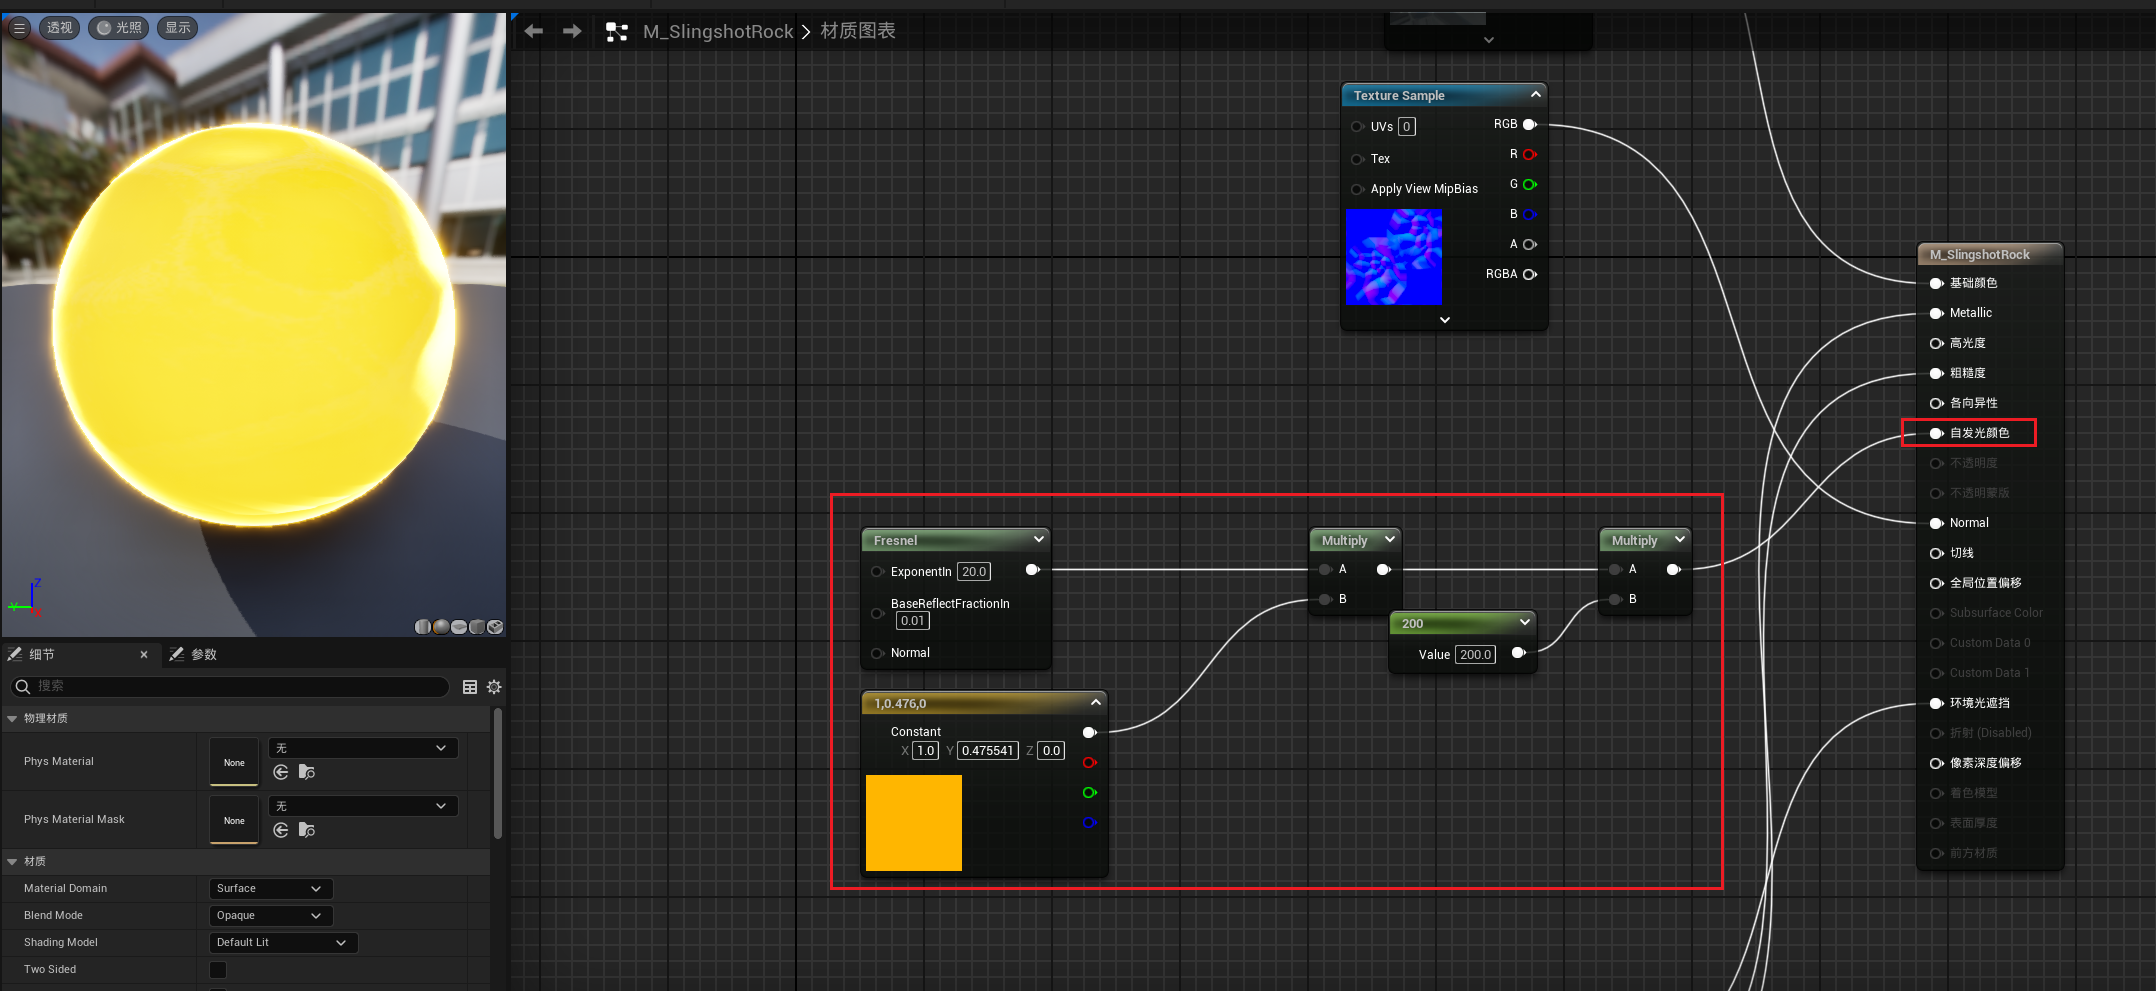 透视
光照
显示
M_SlingshotRock
材质图表
Texture Sample
UVs 0
RGB
R
Tex
G
Apply View MipBias
B
A
RGBA
M_SlingshotRock
基础颜色
Metallic
高光度
粗糙度
各向异性
自发光颜色
不透明度
不透明蒙版
Normal
切线
全局位置偏移
Subsurface Color
Custom Data 0
Custom Data 1
环境光遮挡
折射 (Disabled)
像素深度偏移
着色模型
表面厚度
前方材质
Fresnel
ExponentIn 20.0
BaseReflectFractionIn
0.01
Normal
Multiply
A
B
Multiply
A
B
200
Value 200.0
1,0.476,0
Constant
X 1.0 Y 0.475541 Z 0.0
Z
Y
细节
参数
搜索
物理材质
Phys Material
None
无
Phys Material Mask
None
无
材质
Material Domain
Surface
Blend Mode
Opaque
Shading Model
Default Lit
Two Sided